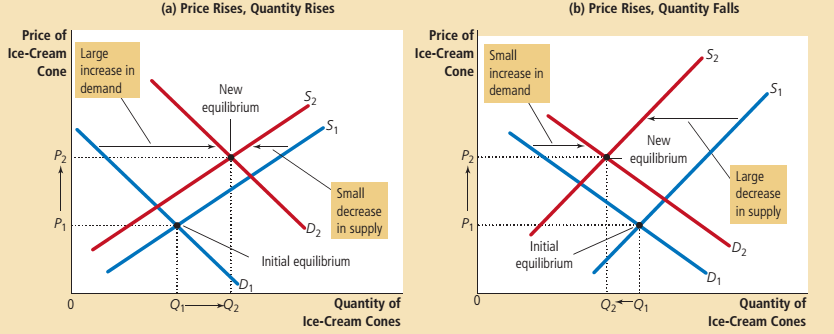 (a) Price Rises, Quantity Rises
Price of
Ice-Cream
Cone
Large
increase in
demand
New
equilibrium
S2
S1
P2
P1
Small
decrease
in supply
D2
Initial equilibrium
D1
0
Q1
Q2
Quantity of
Ice-Cream Cones
(b) Price Rises, Quantity Falls
Price of
Ice-Cream
Cone
Small
increase in
demand
S2
S1
New
equilibrium
P2
P1
Large
decrease
in supply
Initial
equilibrium
D2
D1
0
Q2
Q1
Quantity of
Ice-Cream Cones